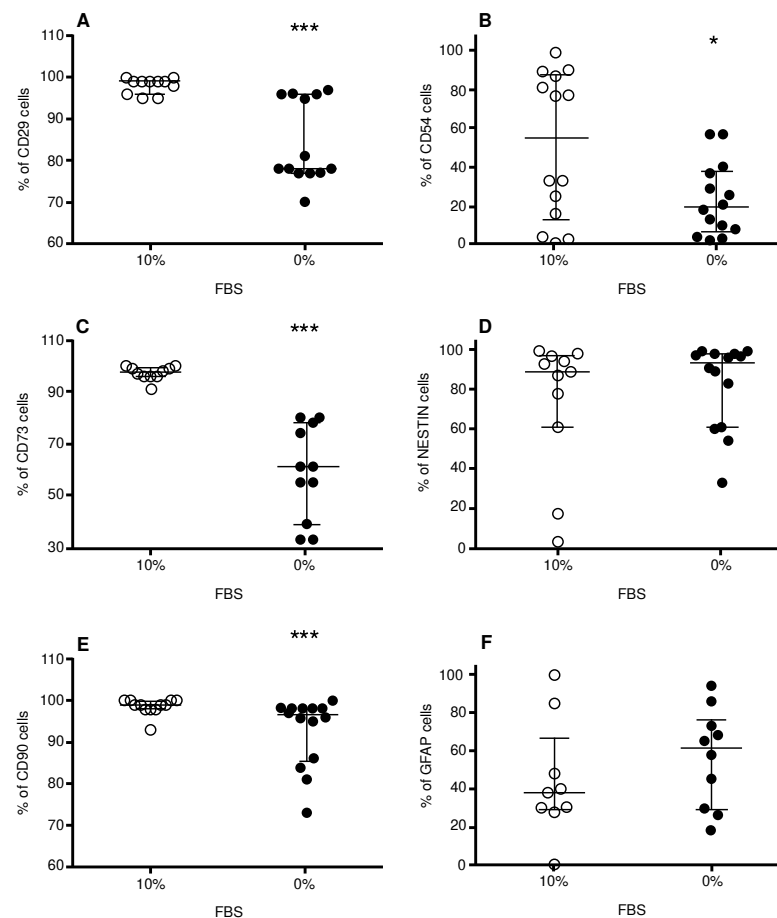 A
***
% of CD29 cells
110
100
90
80
70
60
10%
0%
FBS
B
*
% of CD54 cells
100
80
60
40
20
0
10%
0%
FBS
C
***
% of CD73 cells
110
90
70
50
30
10%
0%
FBS
D
% of NESTIN cells
100
80
60
40
20
0
10%
0%
FBS
E
***
% of CD90 cells
110
100
90
80
70
60
10%
0%
FBS
F
% of GFAP cells
100
80
60
40
20
0
10%
0%
FBS